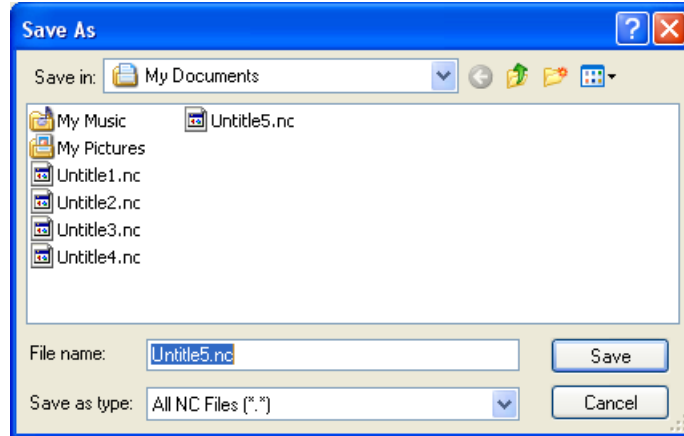 Save As
Save in: My Documents
My Music Untitle5.nc
My Pictures
Untitle1.nc
Untitle2.nc
Untitle3.nc
Untitle4.nc
File name: Untitle5.nc Save
Save as type: All NC Files (*.*) Cancel